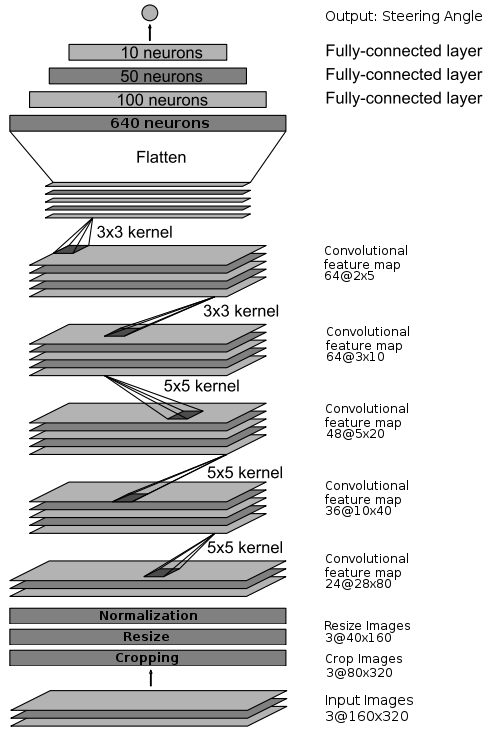 Output: Steering Angle
10 neurons
Fully-connected layer
50 neurons
Fully-connected layer
100 neurons
Fully-connected layer
640 neurons
Flatten
3x3 kernel
Convolutional
feature map
64@2x5
3x3 kernel
Convolutional
feature map
64@3x10
5x5 kernel
Convolutional
feature map
48@5x20
5x5 kernel
Convolutional
feature map
36@10x40
5x5 kernel
Convolutional
feature map
24@28x80
Normalization
Resize
Resize Images
3@40x160
Cropping
Crop Images
3@80x320
Input Images
3@160x320